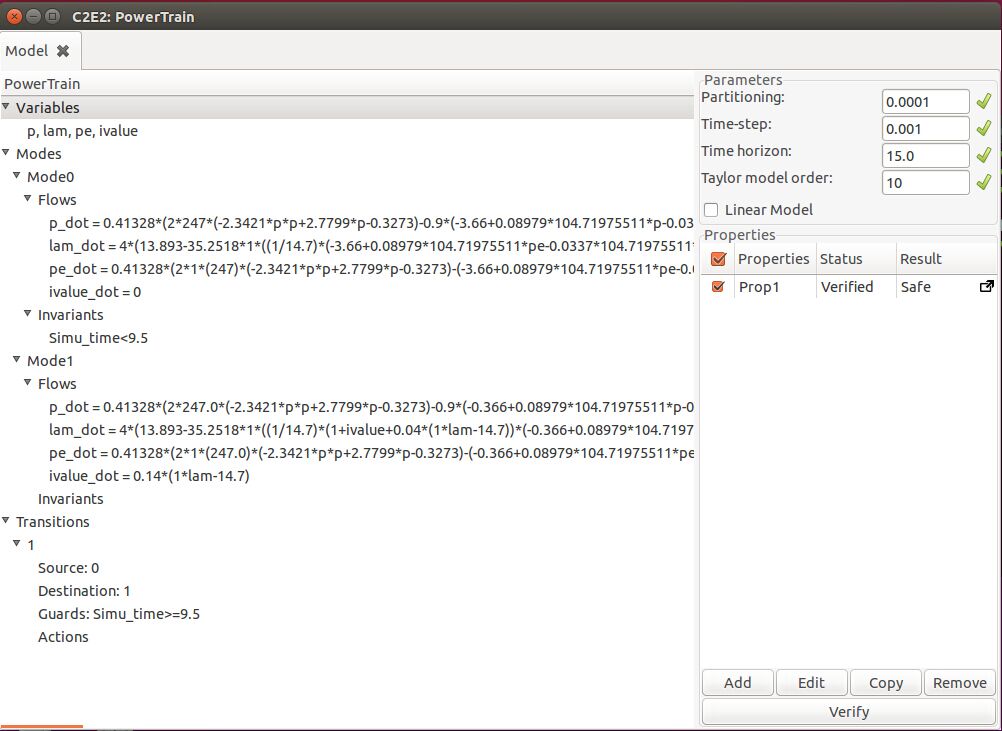 C2E2: PowerTrain
Model
PowerTrain
Variables
p, lam, pe, ivalue
Modes
Mode0
Flows
p_dot = 0.41328*(2*247*(-2.3421*p*p+2.7799*p-0.3273)-0.9*(-3.66+0.08979*104.71975511*p-0.03
lam_dot = 4*(13.893-35.2518*1*((1/14.7)*(-3.66+0.08979*104.71975511*pe-0.0337*104.71975511*
pe_dot = 0.41328*(2*1*(247)*(-2.3421*p*p+2.7799*p-0.3273)-(-3.66+0.08979*104.71975511*pe-0.0
ivalue_dot = 0
Invariants
Simu_time<9.5
Mode1
Flows
p_dot = 0.41328*(2*247.0*(-2.3421*p*p+2.7799*p-0.3273)-0.9*(-0.366+0.08979*104.71975511*p-0
lam_dot = 4*(13.893-35.2518*1*((1/14.7)*(1+ivalue+0.04*(1*lam-14.7))*(-0.366+0.08979*104.7197
pe_dot = 0.41328*(2*1*(247.0)*(-2.3421*p*p+2.7799*p-0.3273)-(-0.366+0.08979*104.71975511*pe
ivalue_dot = 0.14*(1*lam-14.7)
Invariants
Transitions
1
Source: 0
Destination: 1
Guards: Simu_time>=9.5
Actions
Parameters
Partitioning: 0.0001
Time-step: 0.001
Time horizon: 15.0
Taylor model order: 10
Linear Model
Properties
Properties Status Result
Prop1 Verified Safe
Add Edit Copy Remove
Verify